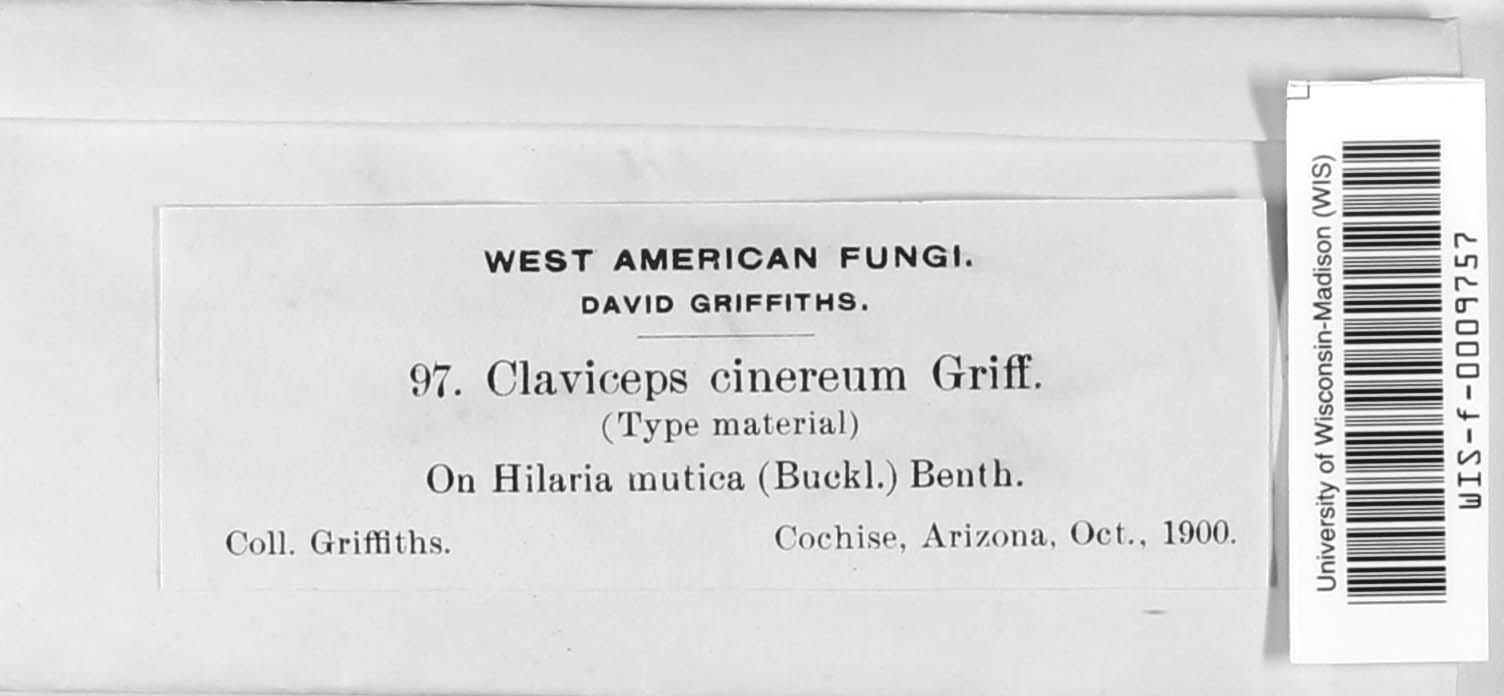 WEST AMERICAN FUNGI.
DAVID GRIFFITHS.
97. Claviceps cinereum Griff.
(Type material)
On Hilaria mutica (Buckl.) Benth.
Coll. Griffiths. Cochise, Arizona, Oct., 1900.
University of Wisconsin-Madison (WIS)
WIS-f-0009757